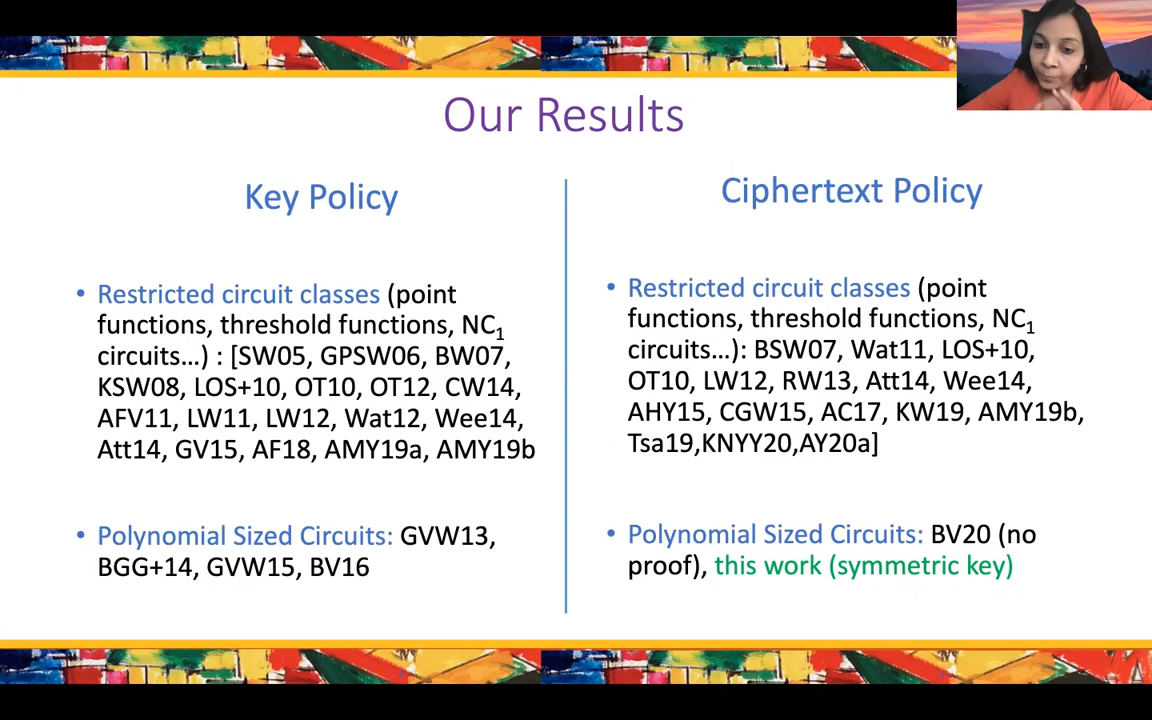 Our Results
Key Policy
• Restricted circuit classes (point
functions, threshold functions, NC₁
circuits…) : [SW05, GPSW06, BW07,
KSW08, LOS+10, OT10, OT12, CW14,
AFV11, LW11, LW12, Wat12, Wee14,
Att14, GV15, AF18, AMY19a, AMY19b
• Polynomial Sized Circuits: GVW13,
BGG+14, GVW15, BV16
Ciphertext Policy
• Restricted circuit classes (point
functions, threshold functions, NC₁
circuits…): BSW07, Wat11, LOS+10,
OT10, LW12, RW13, Att14, Wee14,
AHY15, CGW15, AC17, KW19, AMY19b,
Tsa19,KNYY20,AY20a]
• Polynomial Sized Circuits: BV20 (no
proof), this work (symmetric key)